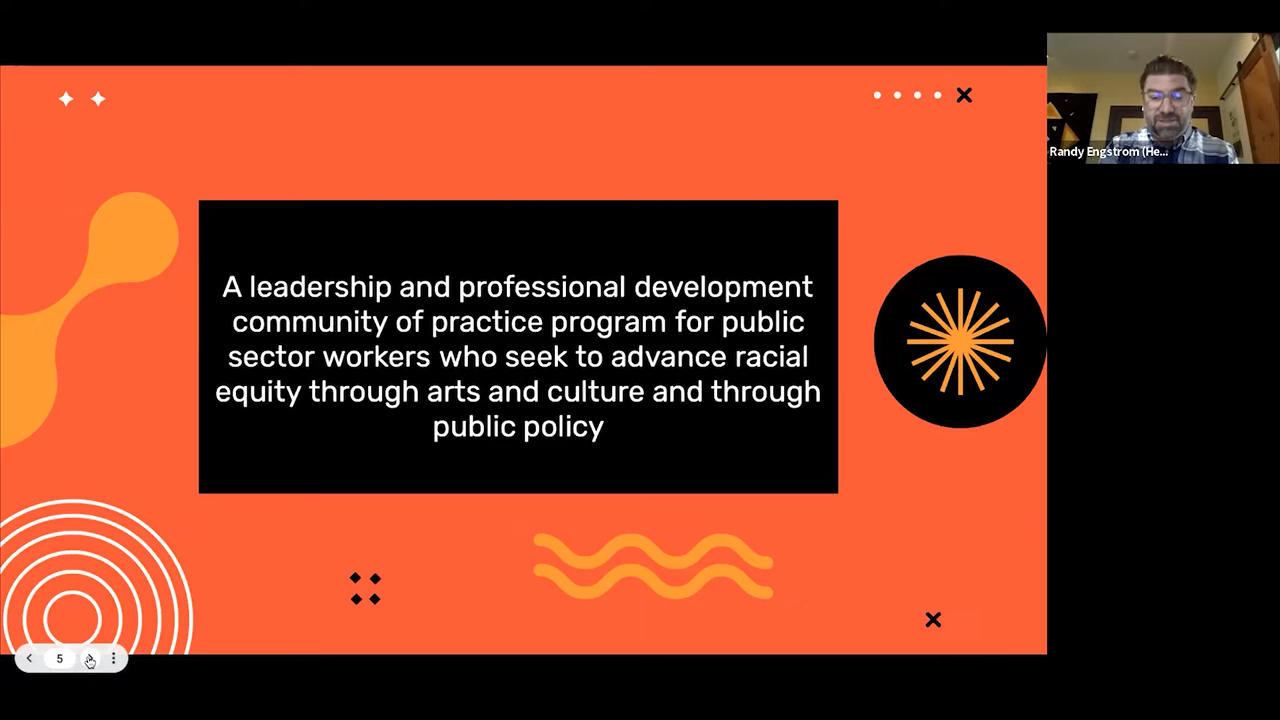 A leadership and professional development
community of practice program for public
sector workers who seek to advance racial
equity through arts and culture and through
public policy
Randy Engstrom (He...
5